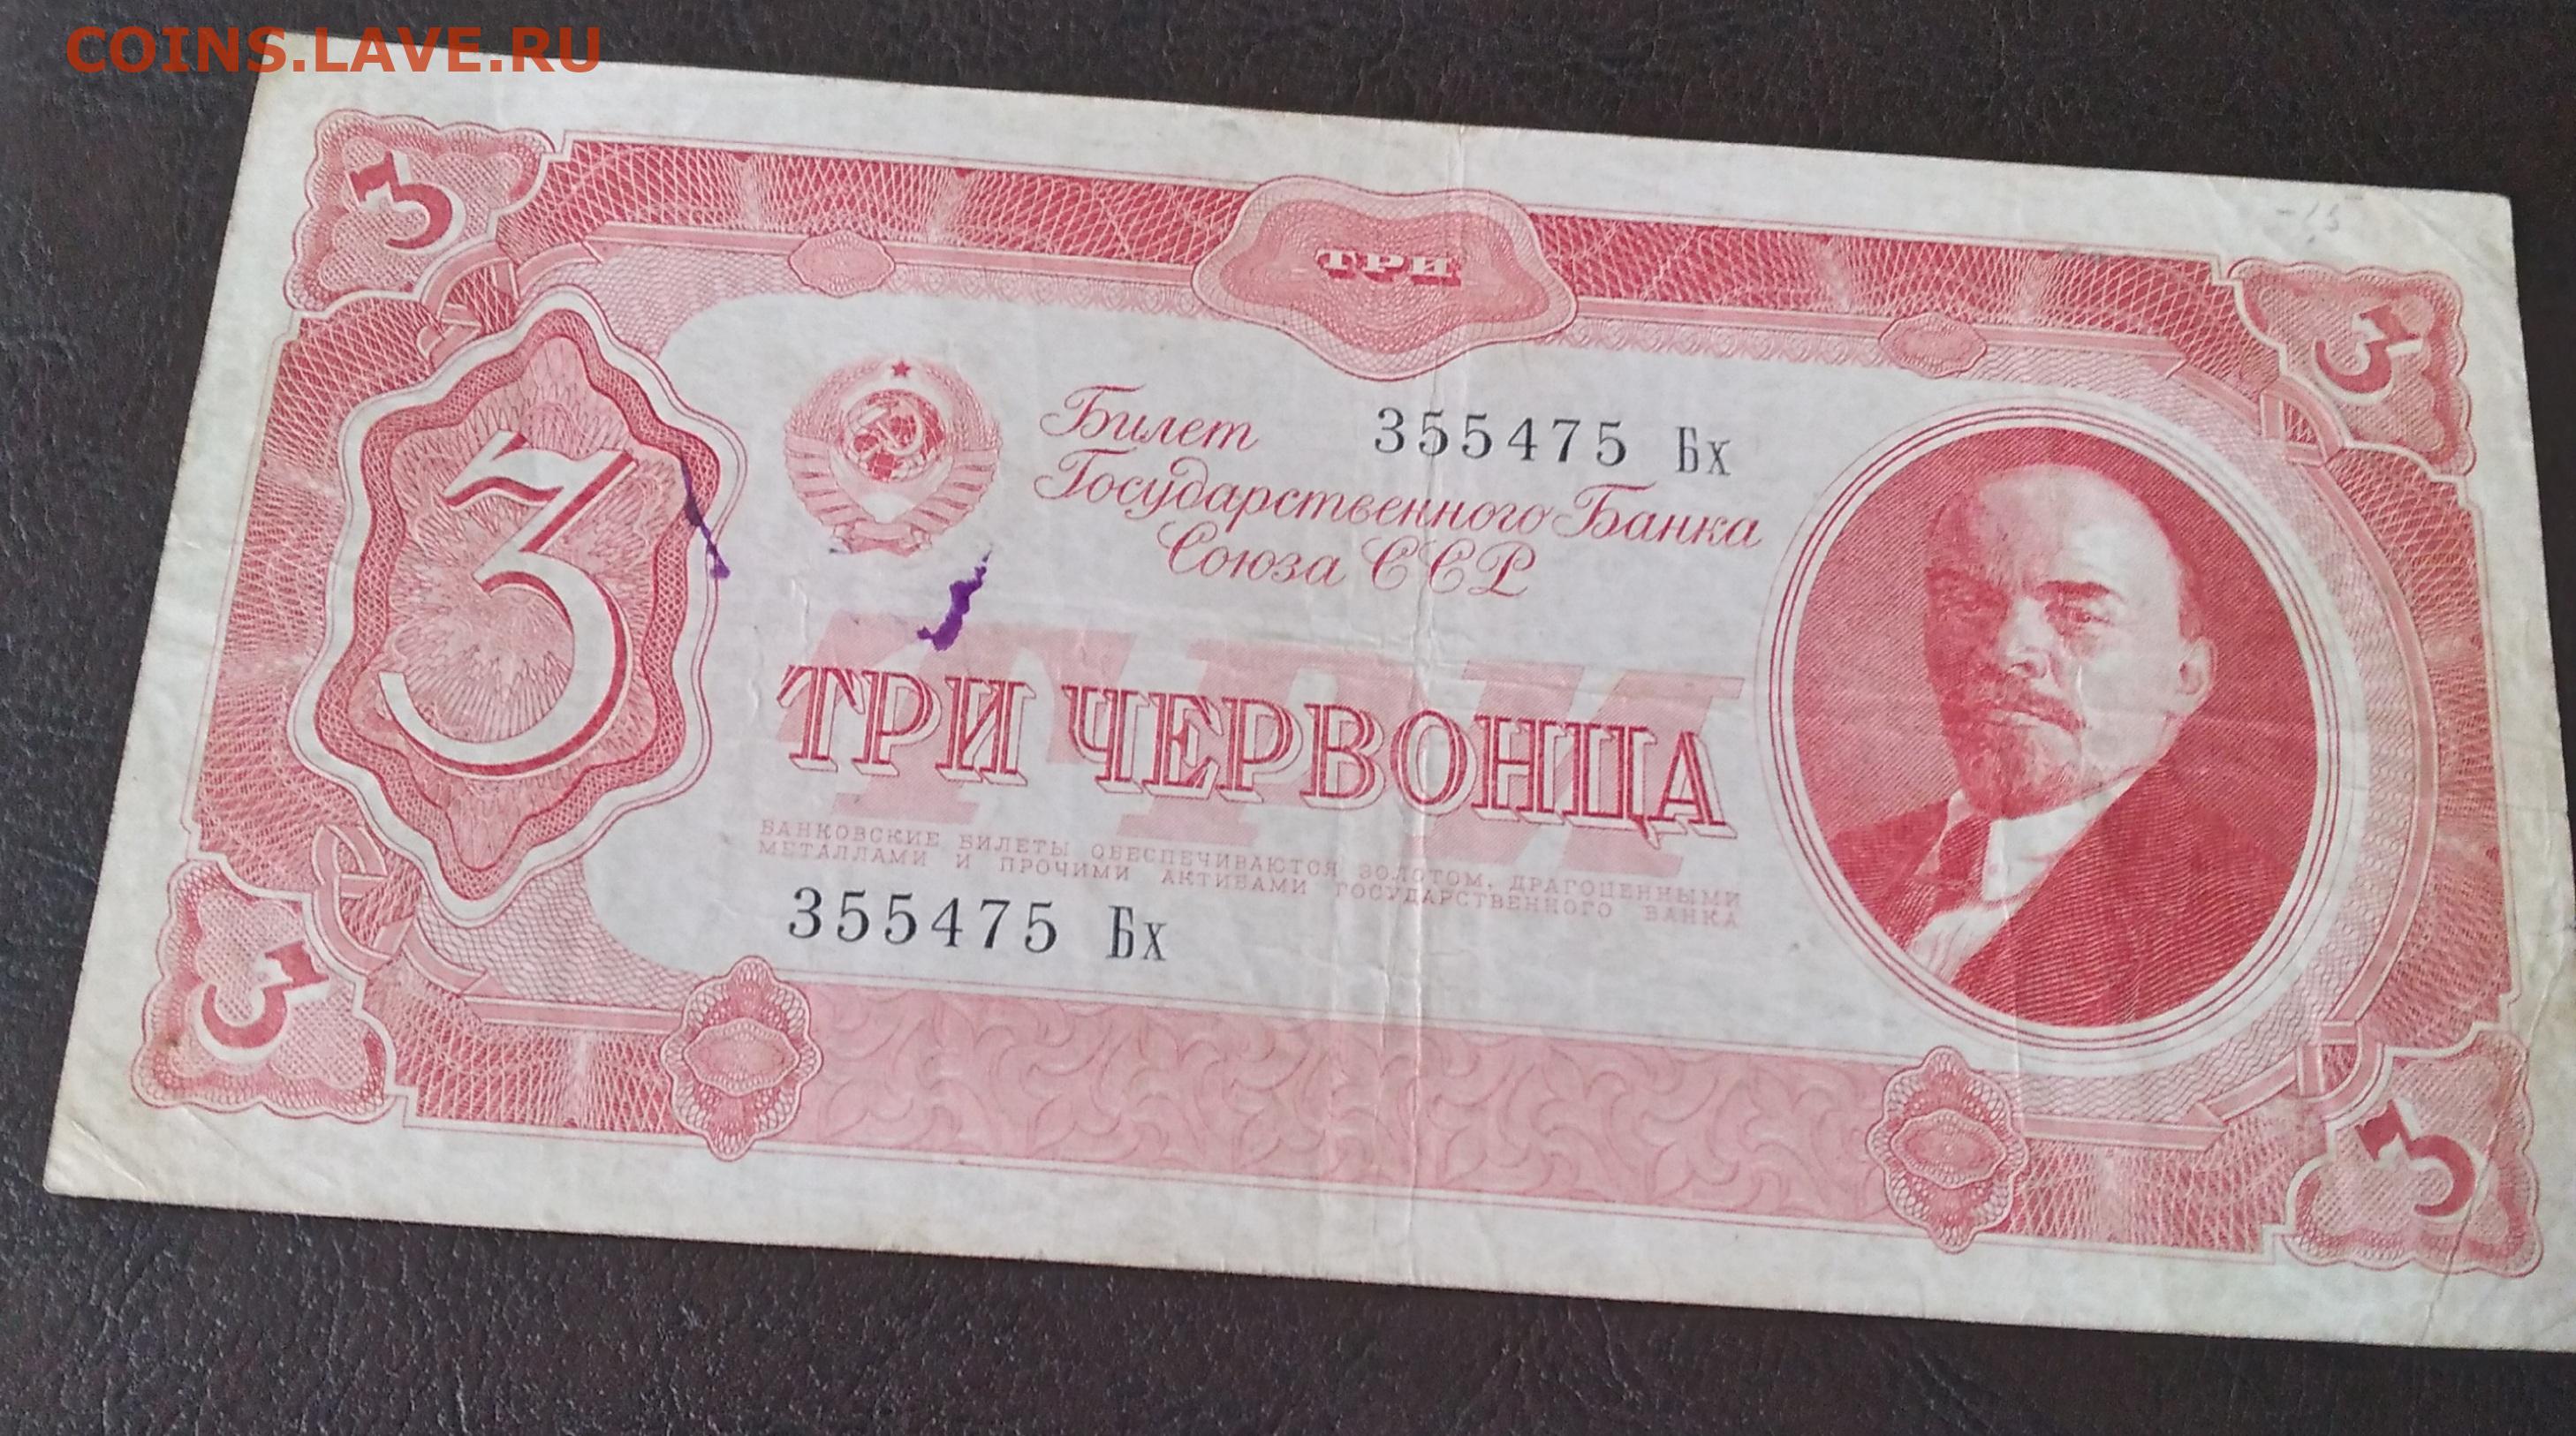 COINS.LAVE.RU
3
ТРИ
3
3
Билет 355475 Бх
Государственного Банка
Союза ССР
ТРИ
ТРИ ЧЕРВОНЦА
БАНКОВСКИЕ БИЛЕТЫ ОБЕСПЕЧИВАЮТСЯ ЗОЛОТОМ, ДРАГОЦЕННЫМИ
МЕТАЛЛАМИ И ПРОЧИМИ АКТИВАМИ ГОСУДАРСТВЕННОГО БАНКА
355475 Бх
3
3